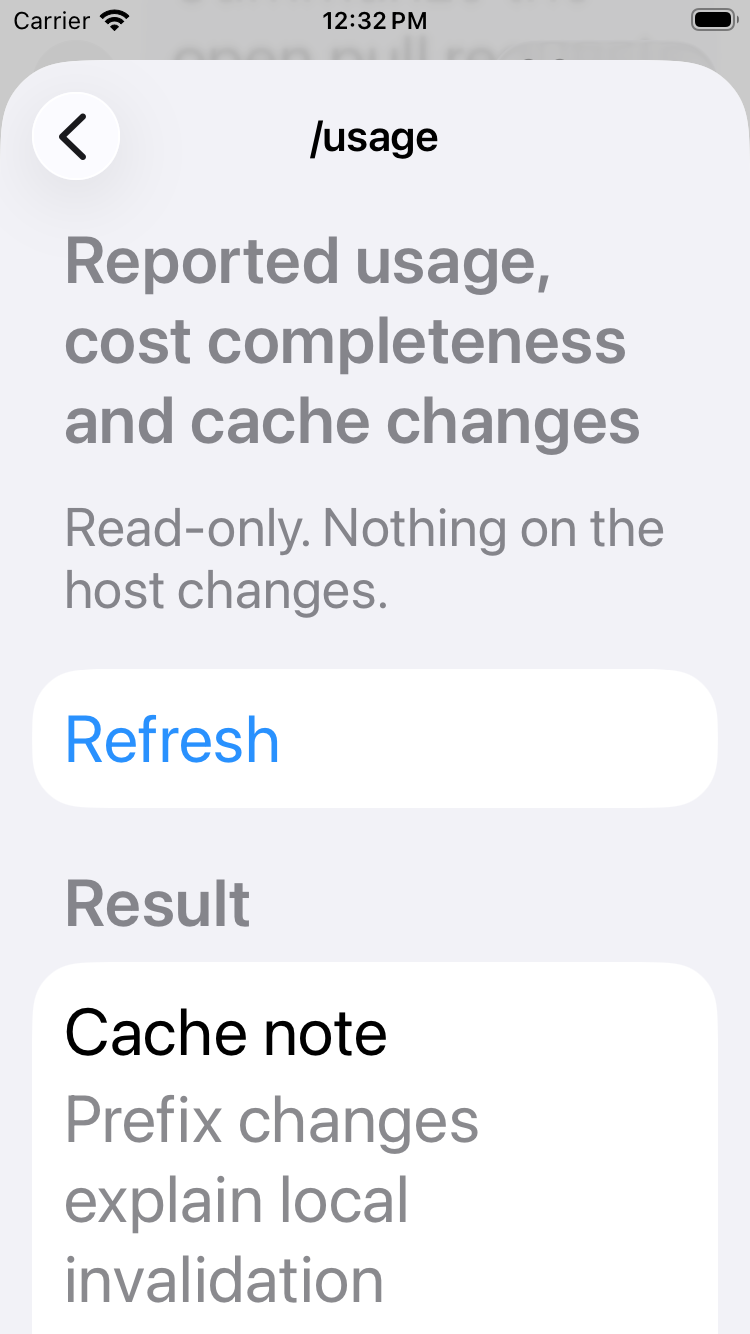 Carrier 12:32 PM
/usage
Reported usage,
cost completeness
and cache changes
Read-only. Nothing on the
host changes.
Refresh
Result
Cache note
Prefix changes
explain local
invalidation